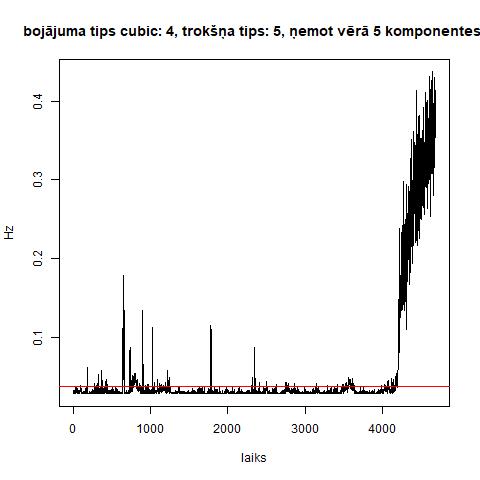 bojājuma tips cubic: 4, trokšņa tips: 5, ņemot vērā 5 komponentes
0.4
0.3
0.2
0.1
Hz
0 1000 2000 3000 4000
laiks